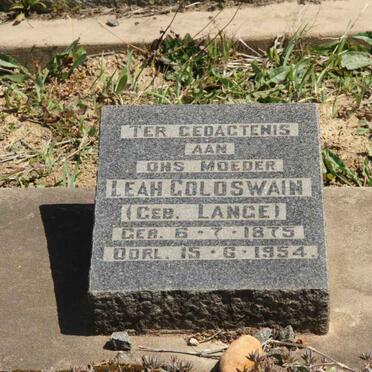 TER GEDACTENIS
AAN
ONS MOEDER
LEAH GOLDSWAIN
(GEB. LANGE)
GEB. 6-7-1875
OORL. 15-6-1954.